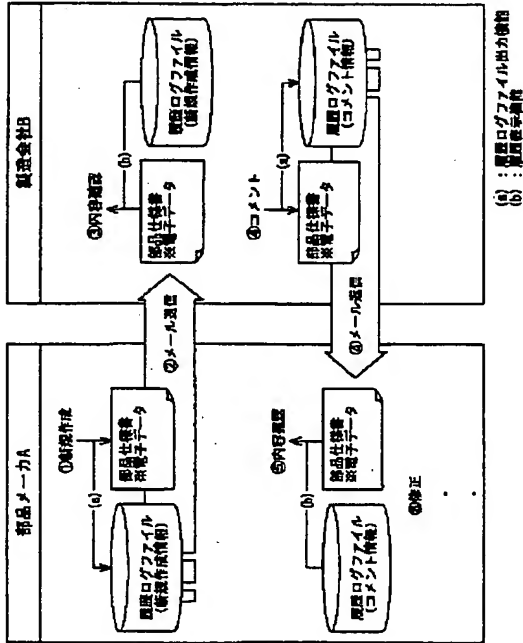 部品メーカA
①新規作成
(a)
履歴ログファイル
(新規作成情報)
部品仕様書
※電子データ
②メール送信
⑤内容確認
(b)
履歴ログファイル
(コメント情報)
部品仕様書
※電子データ
⑥修正
製造会社B
③内容確認
(b)
部品仕様書
※電子データ
履歴ログファイル
(新規作成情報)
④コメント
(a)
部品仕様書
※電子データ
履歴ログファイル
(コメント情報)
④メール返信
(a):履歴ログファイル出力機能
(b):履歴表示機能